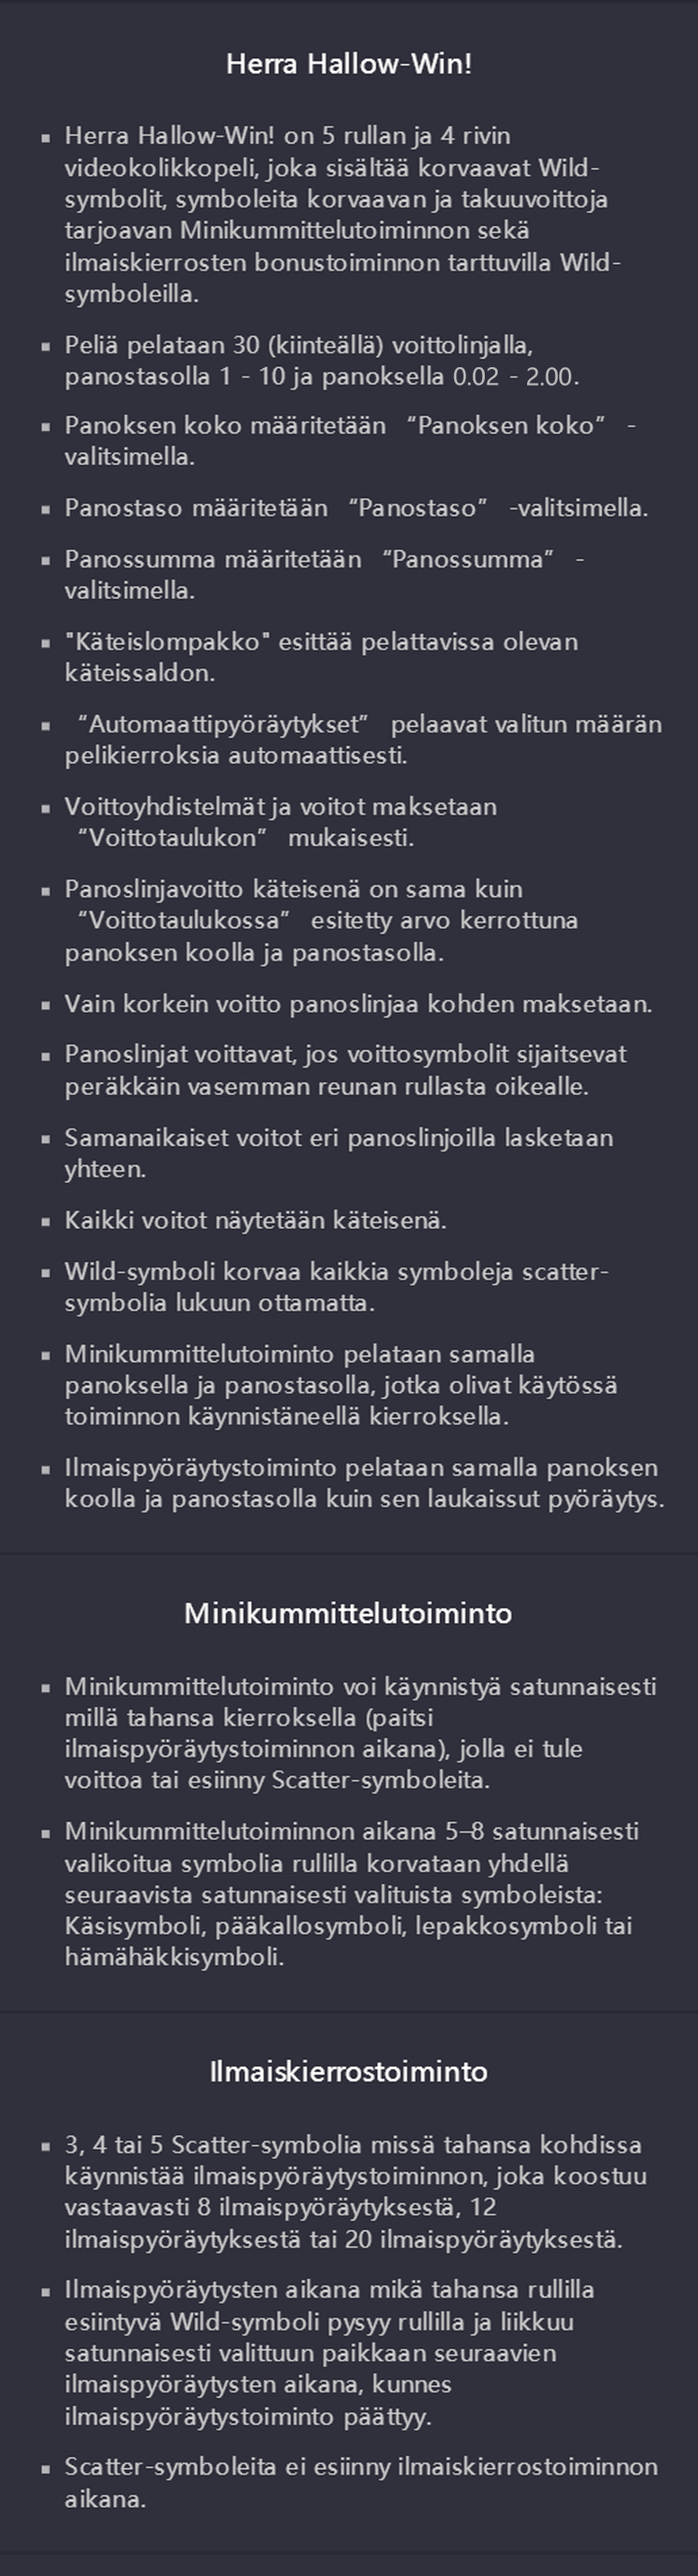 Herra Hallow-Win!
▪ Herra Hallow-Win! on 5 rullan ja 4 rivin
videokolikkopeli, joka sisältää korvaavat Wild-
symbolit, symboleita korvaavan ja takuuvoittoja
tarjoavan Minikummittelutoiminnon sekä
ilmaiskierrosten bonustoiminnon tarttuvilla Wild-
symboleilla.
▪ Peliä pelataan 30 (kiinteällä) voittolinjalla,
panostasolla 1 - 10 ja panoksella 0.02 - 2.00.
▪ Panoksen koko määritetään “Panoksen koko” -
valitsimella.
▪ Panostaso määritetään “Panostaso” -valitsimella.
▪ Panossumma määritetään “Panossumma” -
valitsimella.
▪ "Käteislompakko" esittää pelattavissa olevan
käteissaldon.
▪ “Automaattipyöräytykset” pelaavat valitun määrän
pelikierroksia automaattisesti.
▪ Voittoyhdistelmät ja voitot maksetaan
“Voittotaulukon” mukaisesti.
▪ Panoslinjavoitto käteisenä on sama kuin
“Voittotaulukossa” esitetty arvo kerrottuna
panoksen koolla ja panostasolla.
▪ Vain korkein voitto panoslinjaa kohden maksetaan.
▪ Panoslinjat voittavat, jos voittosymbolit sijaitsevat
peräkkäin vasemman reunan rullasta oikealle.
▪ Samanaikaiset voitot eri panoslinjoilla lasketaan
yhteen.
▪ Kaikki voitot näytetään käteisenä.
▪ Wild-symboli korvaa kaikkia symboleja scatter-
symbolia lukuun ottamatta.
▪ Minikummittelutoiminto pelataan samalla
panoksella ja panostasolla, jotka olivat käytössä
toiminnon käynnistäneellä kierroksella.
▪ Ilmaispyöräytystoiminto pelataan samalla panoksen
koolla ja panostasolla kuin sen laukaissut pyöräytys.
Minikummittelutoiminto
▪ Minikummittelutoiminto voi käynnistyä satunnaisesti
millä tahansa kierroksella (paitsi
ilmaispyöräytystoiminnon aikana), jolla ei tule
voittoa tai esiinny Scatter-symboleita.
▪ Minikummittelutoiminnon aikana 5–8 satunnaisesti
valikoitua symbolia rullilla korvataan yhdellä
seuraavista satunnaisesti valituista symboleista:
Käsisymboli, pääkallosymboli, lepakkosymboli tai
hämähäkkisymboli.
Ilmaiskierrostoiminto
▪ 3, 4 tai 5 Scatter-symbolia missä tahansa kohdissa
käynnistää ilmaispyöräytystoiminnon, joka koostuu
vastaavasti 8 ilmaispyöräytyksestä, 12
ilmaispyöräytyksestä tai 20 ilmaispyöräytyksestä.
▪ Ilmaispyöräytysten aikana mikä tahansa rullilla
esiintyvä Wild-symboli pysyy rullilla ja liikkuu
satunnaisesti valittuun paikkaan seuraavien
ilmaispyöräytysten aikana, kunnes
ilmaispyöräytystoiminto päättyy.
▪ Scatter-symboleita ei esiinny ilmaiskierrostoiminnon
aikana.